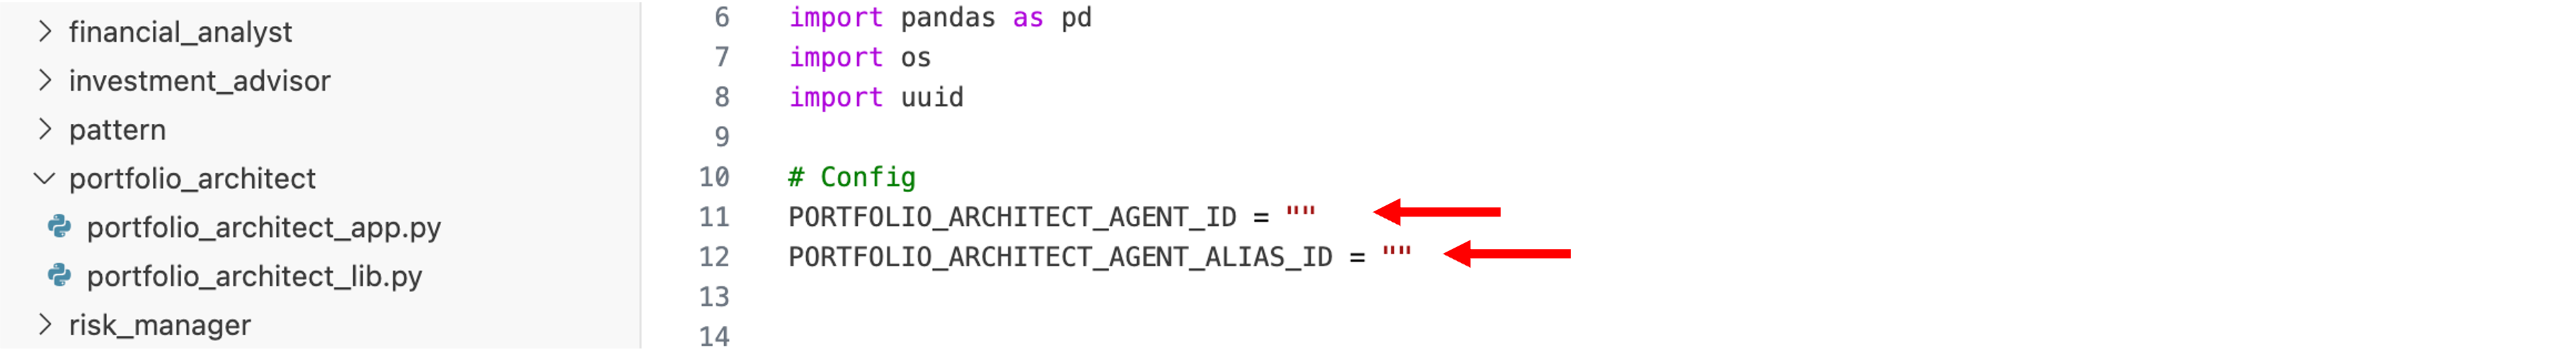 financial_analyst
investment_advisor
pattern
portfolio_architect
portfolio_architect_app.py
portfolio_architect_lib.py
risk_manager
6 import pandas as pd
7 import os
8 import uuid
9
10 # Config
11 PORTFOLIO_ARCHITECT_AGENT_ID = ""
12 PORTFOLIO_ARCHITECT_AGENT_ALIAS_ID = ""
13
14